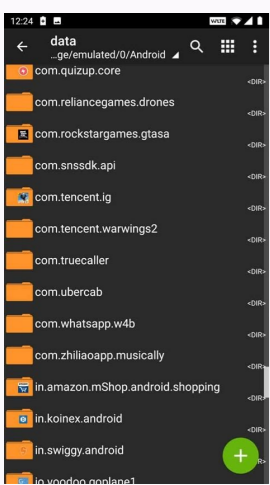 12:24
VoLTE
data
...ge/emulated/0/Android
com.quizup.core
<DIR>
com.reliancegames.drones
<DIR>
com.rockstargames.gtasa
<DIR>
com.snssdk.api
<DIR>
com.tencent.ig
<DIR>
com.tencent.warwings2
<DIR>
com.truecaller
<DIR>
com.ubercab
<DIR>
com.whatsapp.w4b
<DIR>
com.zhiliaoapp.musically
<DIR>
in.amazon.mShop.android.shopping
<DIR>
in.koinex.android
<DIR>
in.swiggy.android
R>
io.voodoo.goplane1